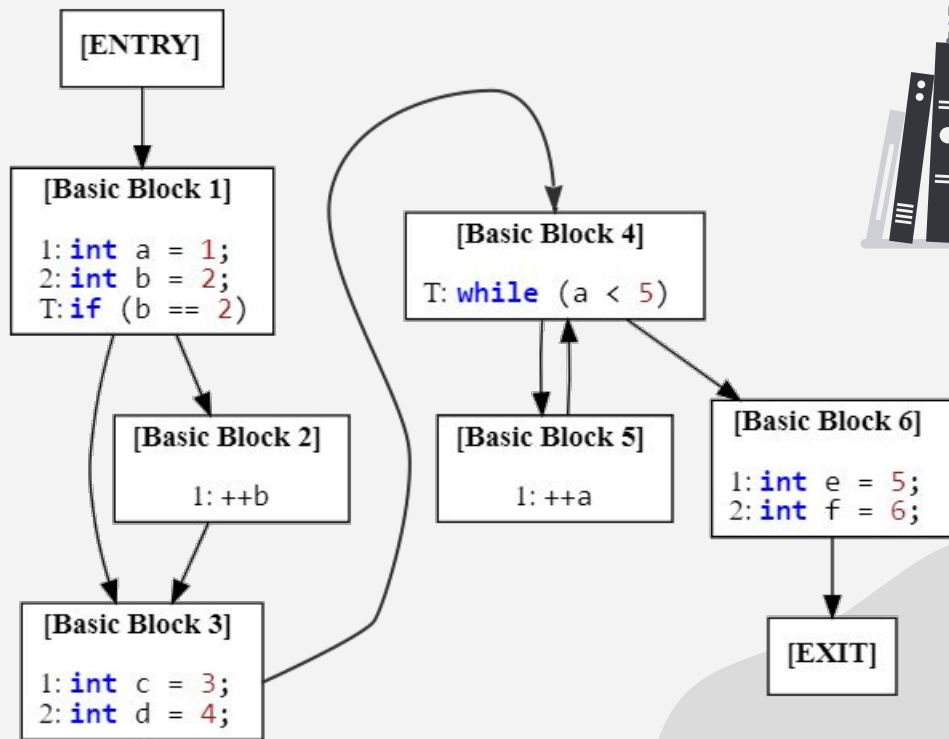 [ENTRY]
[Basic Block 1]
1: int a = 1;
2: int b = 2;
T: if (b == 2)
[Basic Block 2]
1: ++b
[Basic Block 3]
1: int c = 3;
2: int d = 4;
[Basic Block 4]
T: while (a < 5)
[Basic Block 5]
1: ++a
[Basic Block 6]
1: int e = 5;
2: int f = 6;
[EXIT]